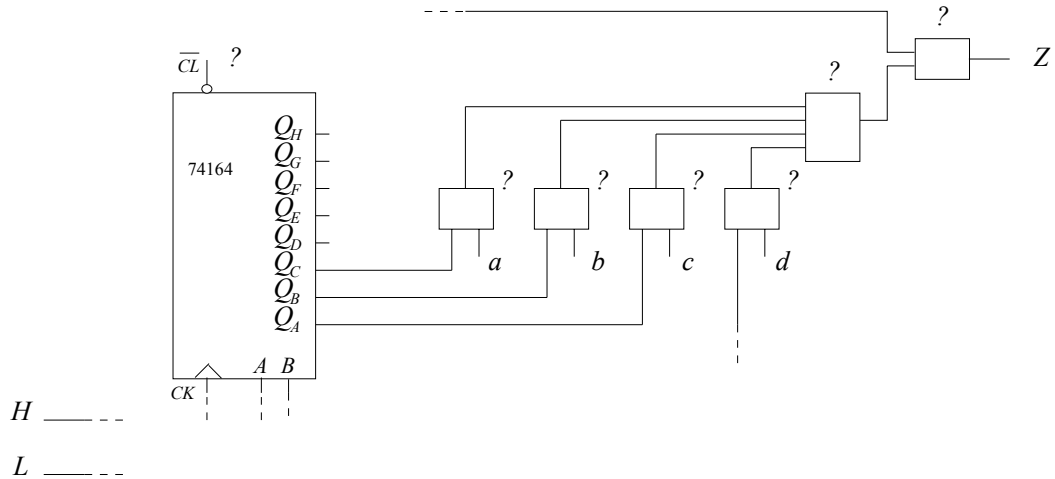 ?
Z
CL ?
?
Q_H
74164
Q_G
Q_F
? ? ? ?
Q_E
Q_D
Q_C
a b c d
Q_B
Q_A
A B
CK
H
L